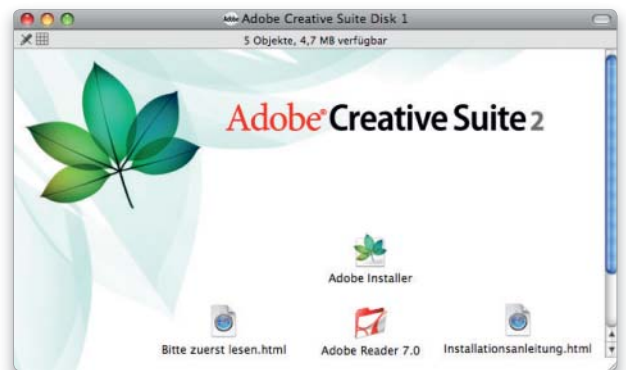 Adobe Creative Suite Disk 1
5 Objekte, 4,7 MB verfügbar
Adobe® Creative Suite 2
Adobe Installer
Bitte zuerst lesen.html
Adobe Reader 7.0
Installationsanleitung.html